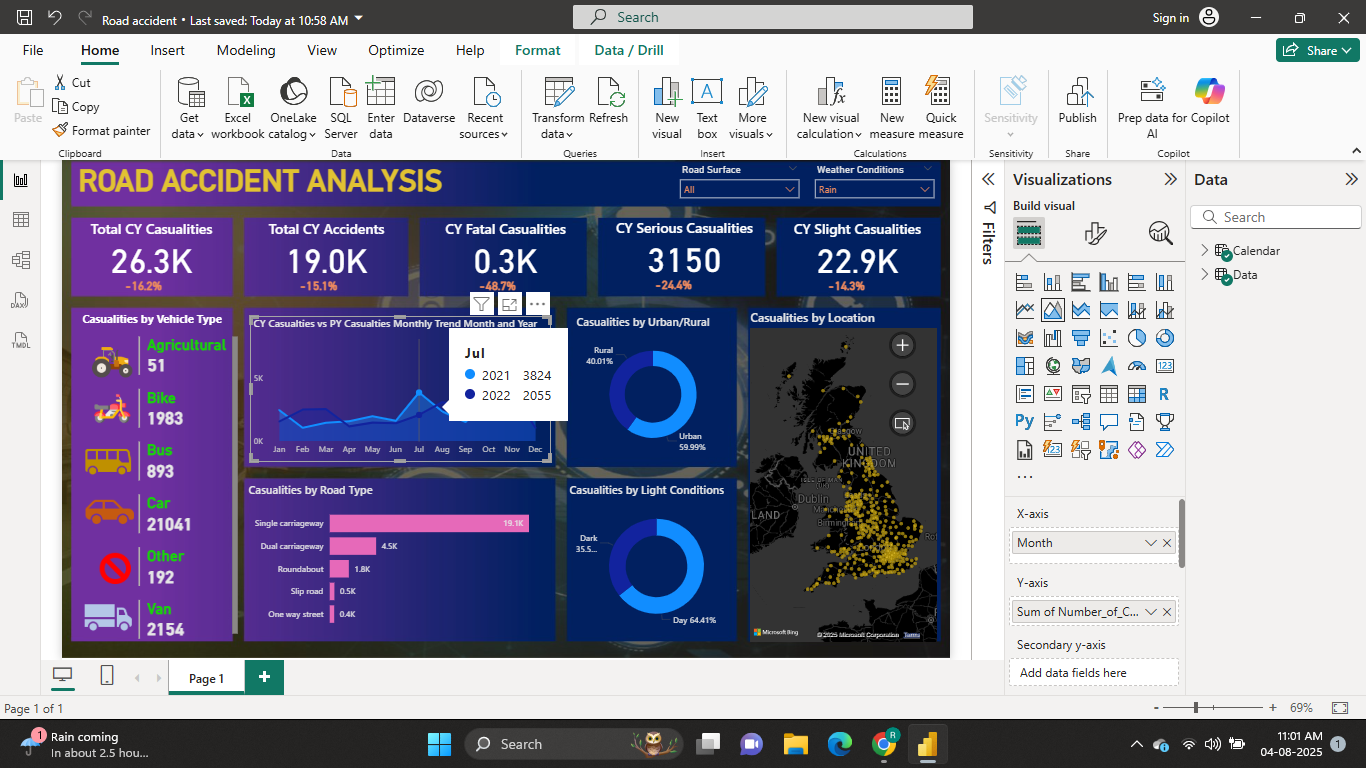 Road accident • Last saved: Today at 10:58 AM
Search
Sign in
File Home Insert Modeling View Optimize Help Format Data / Drill
Share
Paste
Cut
Copy
Format painter
Clipboard
Get data
Excel workbook
OneLake catalog
SQL Server
Enter data
Dataverse
Recent sources
Data
Transform data
Refresh
Queries
New visual
Text box
More visuals
Insert
New visual calculation
New measure
Quick measure
Calculations
Sensitivity
Sensitivity
Publish
Share
Prep data for AI
Copilot
Copilot
ROAD ACCIDENT ANALYSIS
Road Surface
All
Weather Conditions
Rain
Total CY Casualities
26.3K
-16.2%
Total CY Accidents
19.0K
-15.1%
CY Fatal Casualities
0.3K
-48.7%
CY Serious Casualities
3150
-24.4%
CY Slight Casualities
22.9K
-14.3%
Casualities by Vehicle Type
Agricultural
51
Bike
1983
Bus
893
Car
21041
Other
192
Van
2154
CY Casualties vs PY Casualties Monthly Trend Month and Year
5K
0K
Jan Feb Mar Apr May Jun Jul Aug Sep Oct Nov Dec
Jul
2021 3824
2022 2055
Casualities by Urban/Rural
Rural
40.01%
Urban
59.99%
Casualities by Road Type
Single carriageway 19.1K
Dual carriageway 4.5K
Roundabout 1.8K
Slip road 0.5K
One way street 0.4K
Casualities by Light Conditions
Dark
35.5...
Day 64.41%
Casualities by Location
Glasgow
UNITED
KINGDOM
ISLE OF MA
Dublin
Manche
Birmingh
LAND
Microsoft Bing
© 2025 Microsoft Corporation Terms
Filters
Visualizations
Build visual
X-axis
Month
Y-axis
Sum of Number_of_C...
Secondary y-axis
Add data fields here
Data
Search
Calendar
Data
Page 1
Page 1 of 1
69%
Rain coming
In about 2.5 hou...
Search
11:01 AM
04-08-2025